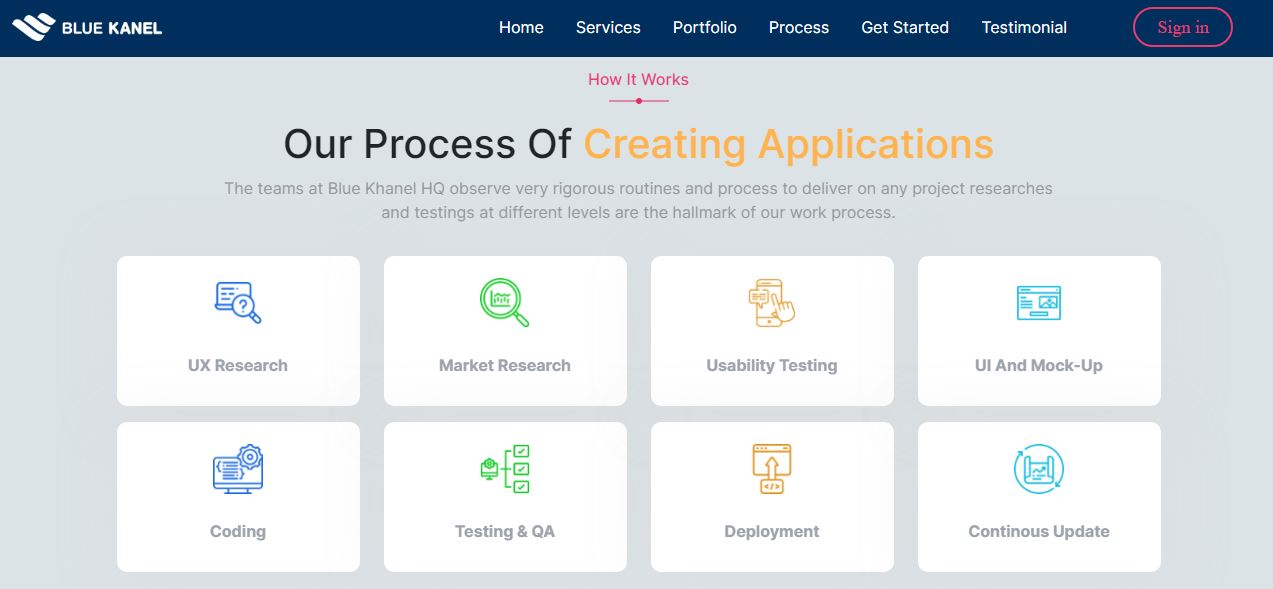 BLUE KANEL
Home Services Portfolio Process Get Started Testimonial Sign in
How It Works
Our Process Of Creating Applications
The teams at Blue Khanel HQ observe very rigorous routines and process to deliver on any project researches
and testings at different levels are the hallmark of our work process.
UX Research
Market Research
Usability Testing
UI And Mock-Up
Coding
Testing & QA
Deployment
Continous Update